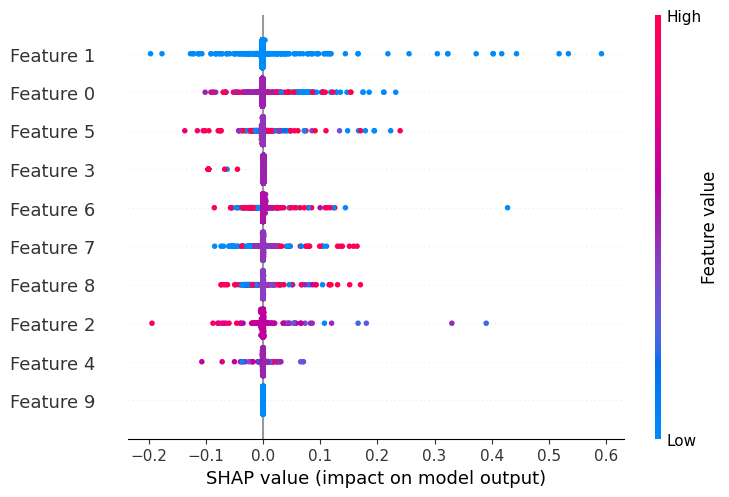 High
Feature 1
Feature 0
Feature 5
Feature 3
Feature 6
Feature 7
Feature 8
Feature 2
Feature 4
Feature 9
Feature value
Low
−0.2 −0.1 0.0 0.1 0.2 0.3 0.4 0.5 0.6
SHAP value (impact on model output)